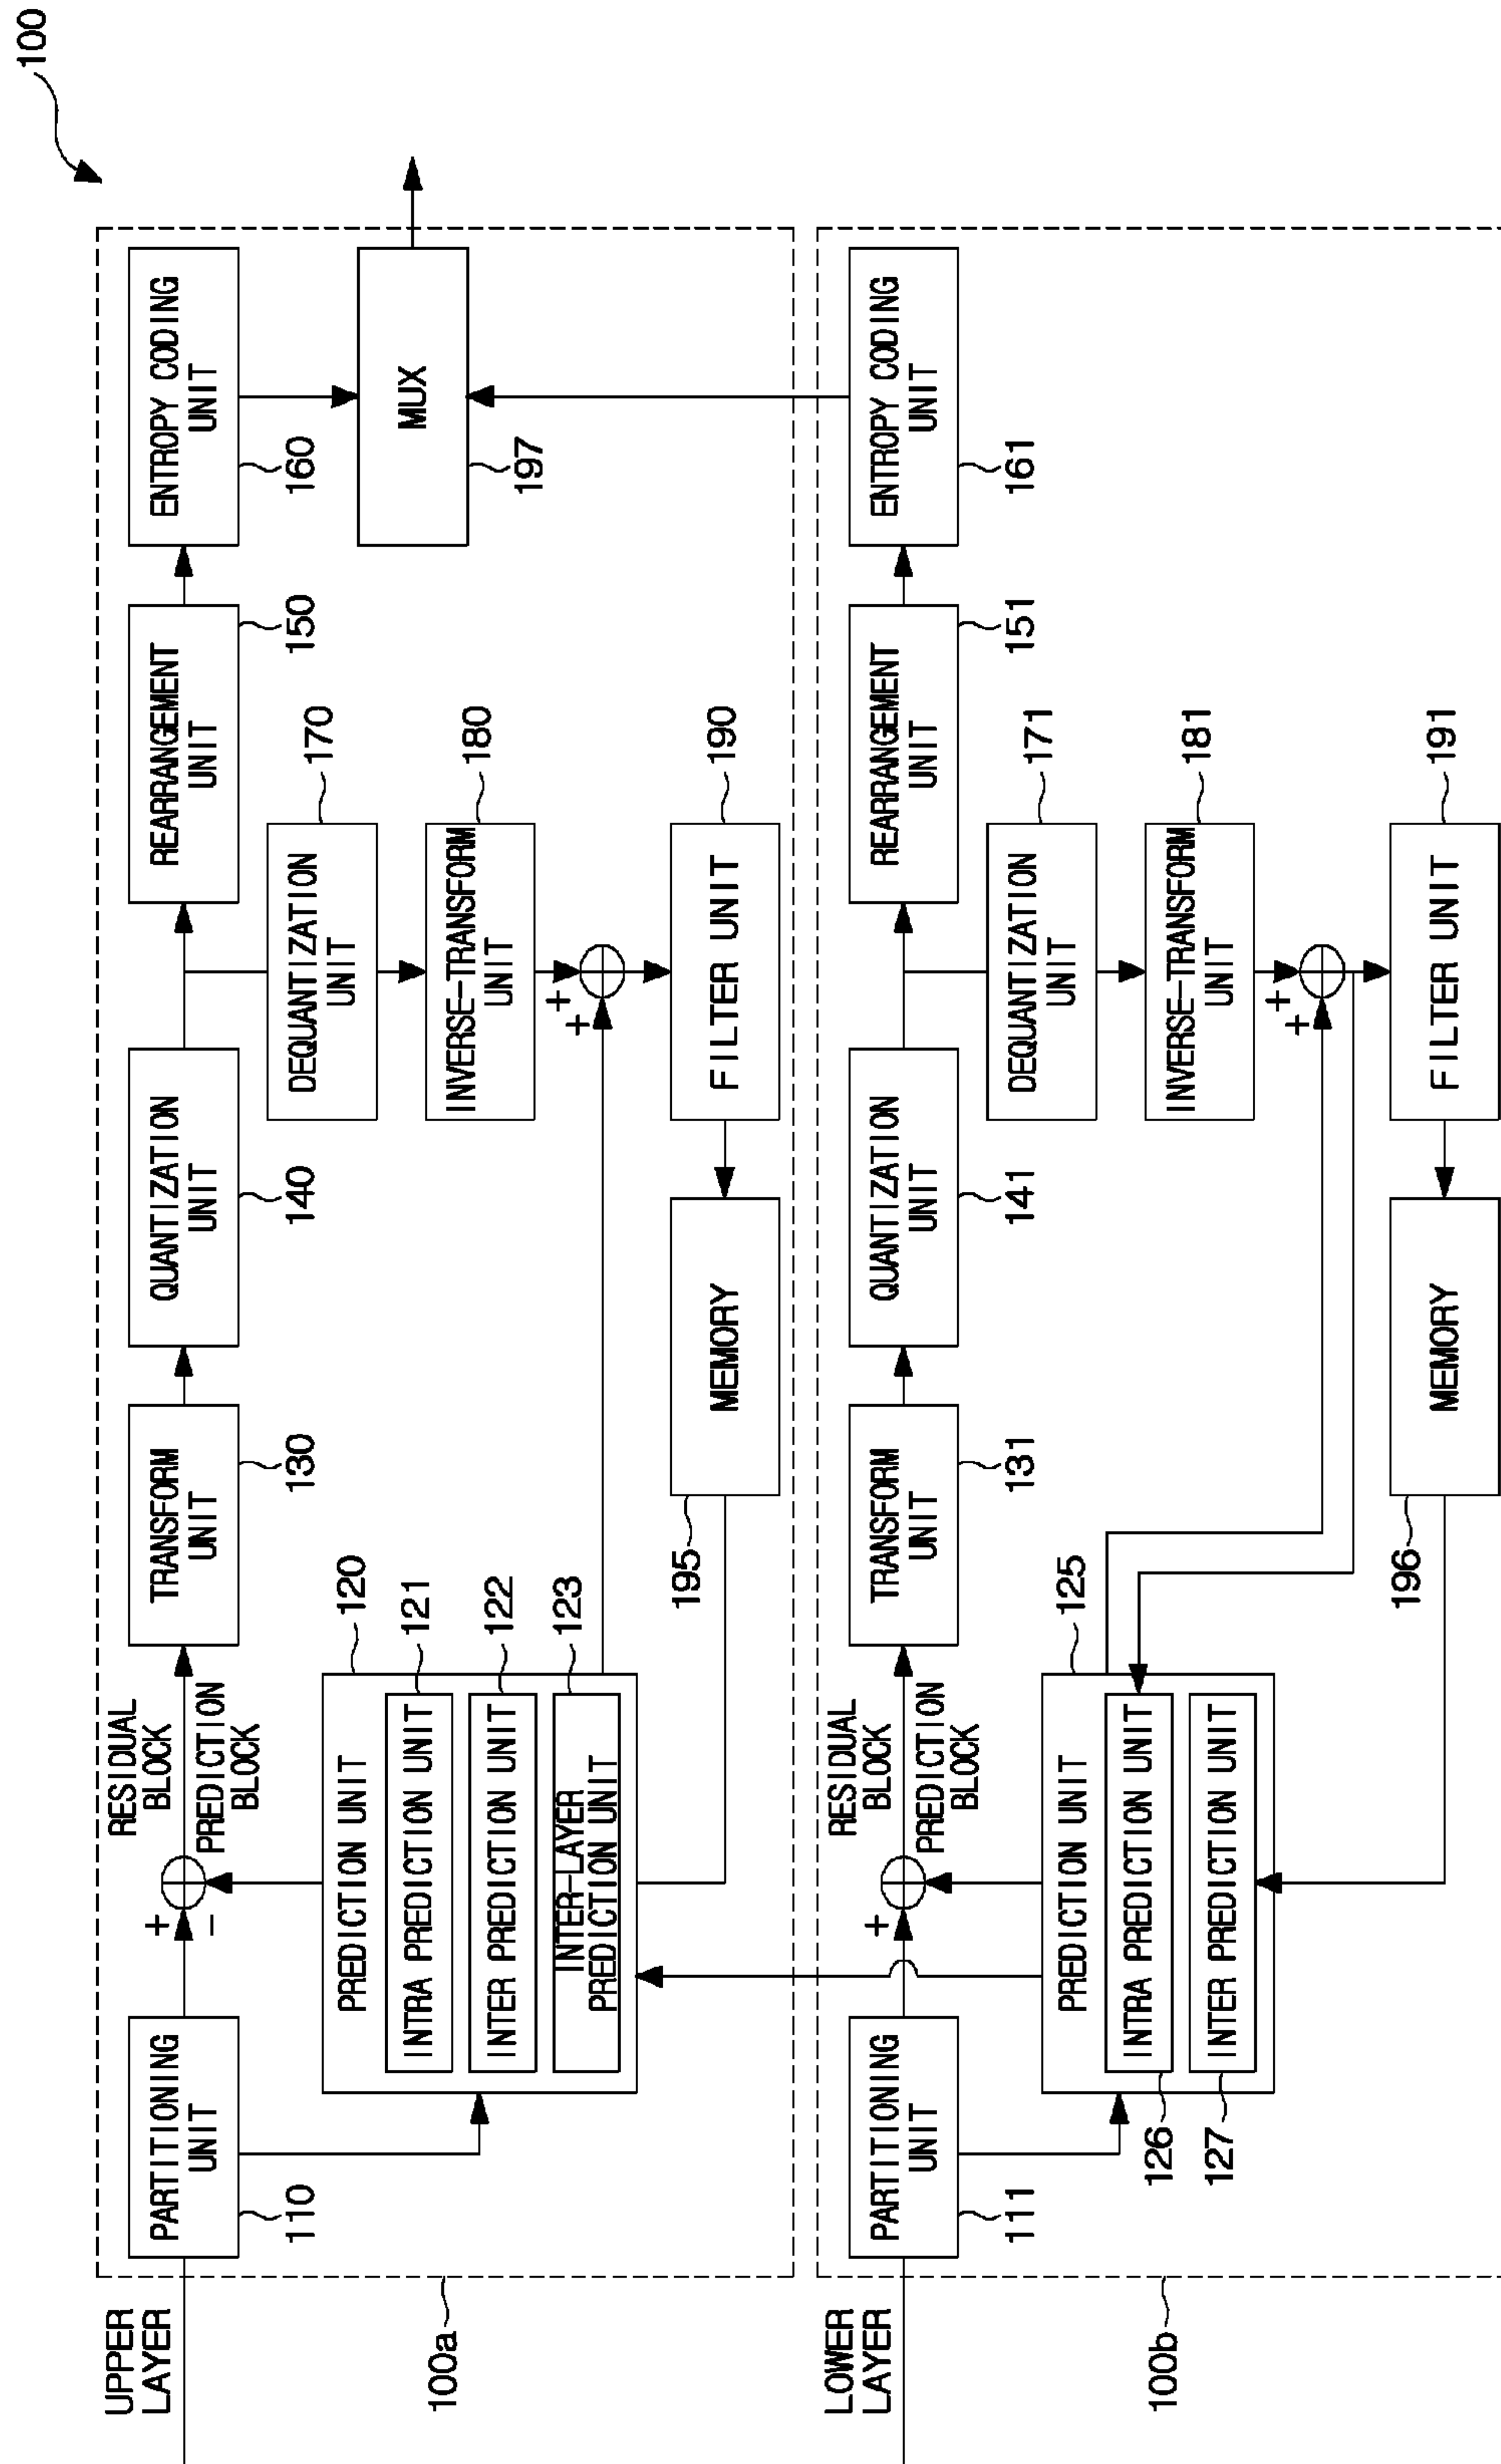 100
UPPER
LAYER
100a
PARTITIONING
UNIT
110
+
-
RESIDUAL
BLOCK
PREDICTION
BLOCK
PREDICTION UNIT
120
INTRA PREDICTION UNIT
121
INTER PREDICTION UNIT
122
INTER-LAYER
PREDICTION UNIT
123
TRANSFORM
UNIT
130
QUANTIZATION
UNIT
140
REARRANGEMENT
UNIT
150
ENTROPY CODING
UNIT
160
MUX
197
DEQUANTIZATION
UNIT
170
INVERSE-TRANSFORM
UNIT
180
+
+
FILTER UNIT
190
MEMORY
195
LOWER
LAYER
100b
PARTITIONING
UNIT
111
+
RESIDUAL
BLOCK
PREDICTION
BLOCK
PREDICTION UNIT
125
INTRA PREDICTION UNIT
126
INTER PREDICTION UNIT
127
TRANSFORM
UNIT
131
QUANTIZATION
UNIT
141
REARRANGEMENT
UNIT
151
ENTROPY CODING
UNIT
161
DEQUANTIZATION
UNIT
171
INVERSE-TRANSFORM
UNIT
181
+
+
FILTER UNIT
191
MEMORY
196